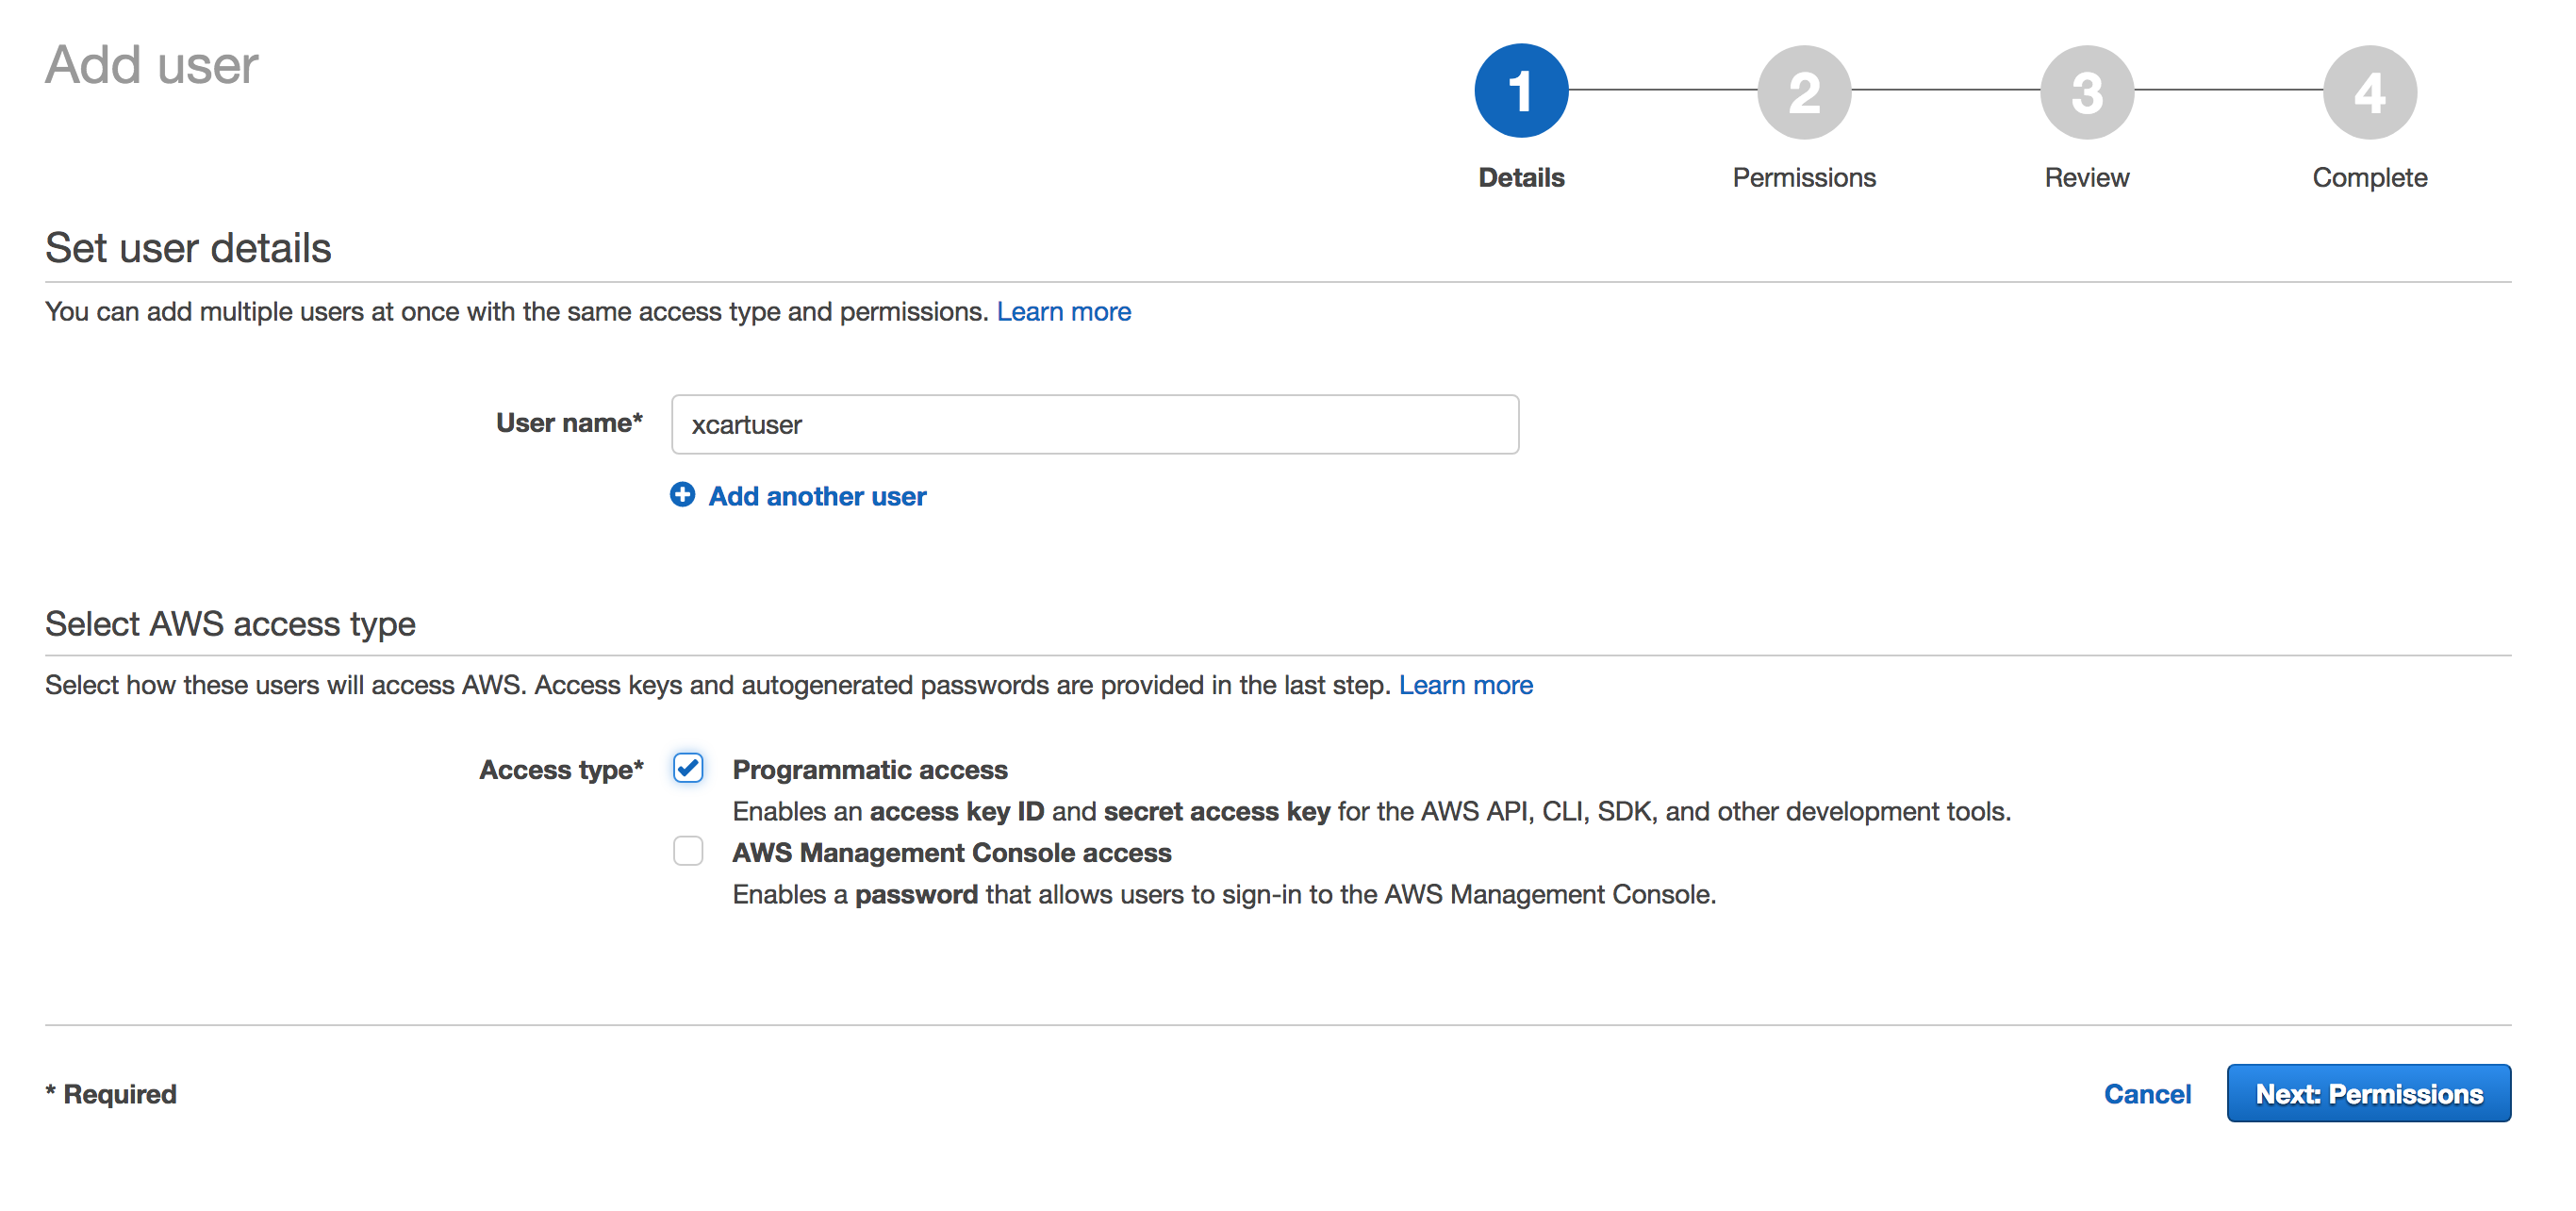 Add user
1 2 3 4
Details Permissions Review Complete
Set user details
You can add multiple users at once with the same access type and permissions. Learn more
User name* xcartuser
Add another user
Select AWS access type
Select how these users will access AWS. Access keys and autogenerated passwords are provided in the last step. Learn more
Access type* Programmatic access
Enables an access key ID and secret access key for the AWS API, CLI, SDK, and other development tools.
AWS Management Console access
Enables a password that allows users to sign-in to the AWS Management Console.
* Required Cancel Next: Permissions